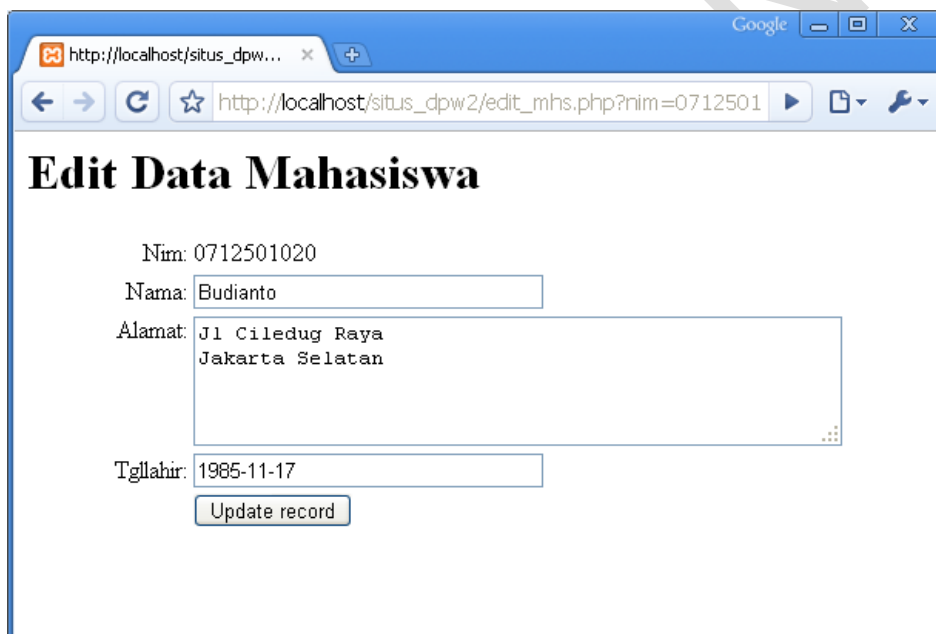 Google
http://localhost/situs_dpw...
http://localhost/situs_dpw2/edit_mhs.php?nim=0712501
Edit Data Mahasiswa
Nim: 0712501020
Nama: Budianto
Alamat: Jl Ciledug Raya
Jakarta Selatan
Tgllahir: 1985-11-17
Update record